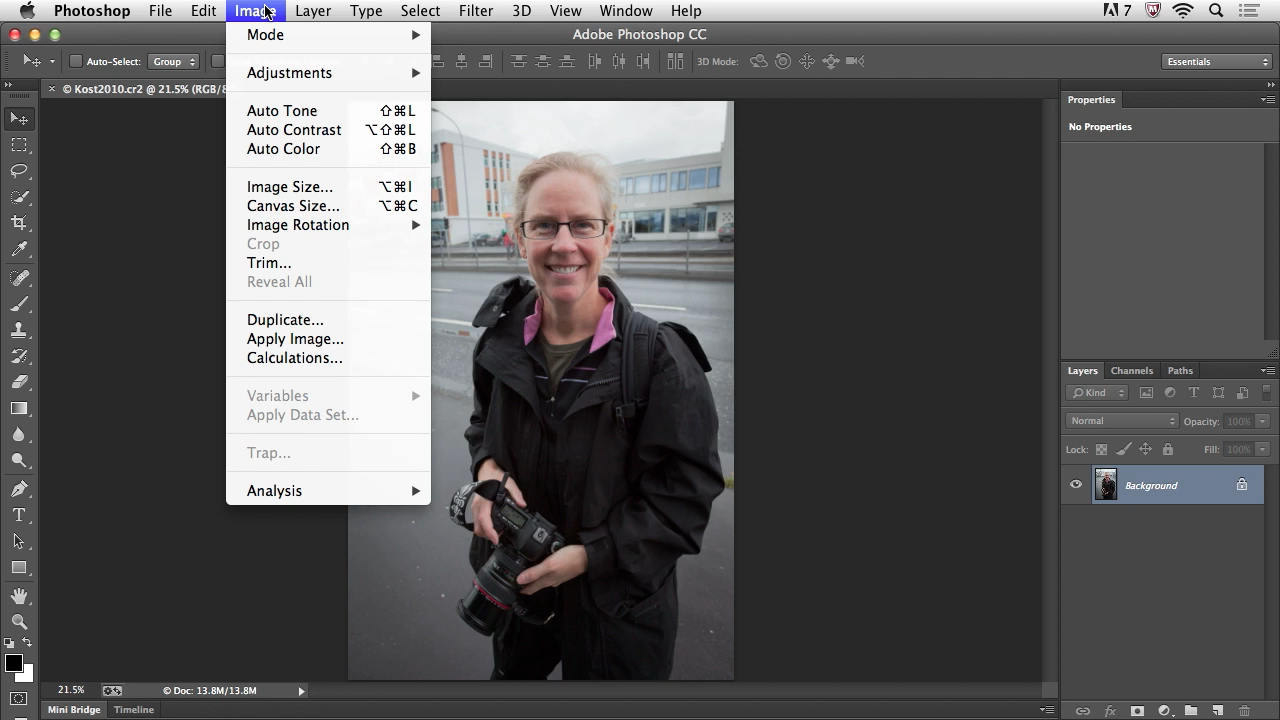 Photoshop File Edit Image Layer Type Select Filter 3D View Window Help 7
Adobe Photoshop CC
Auto-Select: Group 3D Mode: Essentials
× © Kost2010.cr2 @ 21.5% (RGB/8
Mode
Adjustments
Auto Tone ⇧⌘L
Auto Contrast ⌥⇧⌘L
Auto Color ⇧⌘B
Image Size... ⌥⌘I
Canvas Size... ⌥⌘C
Image Rotation
Crop
Trim...
Reveal All
Duplicate...
Apply Image...
Calculations...
Variables
Apply Data Set...
Trap...
Analysis
Properties
No Properties
Layers Channels Paths
Kind
Normal Opacity: 100%
Lock: Fill: 100%
Background
21.5% © Doc: 13.8M/13.8M
Mini Bridge Timeline